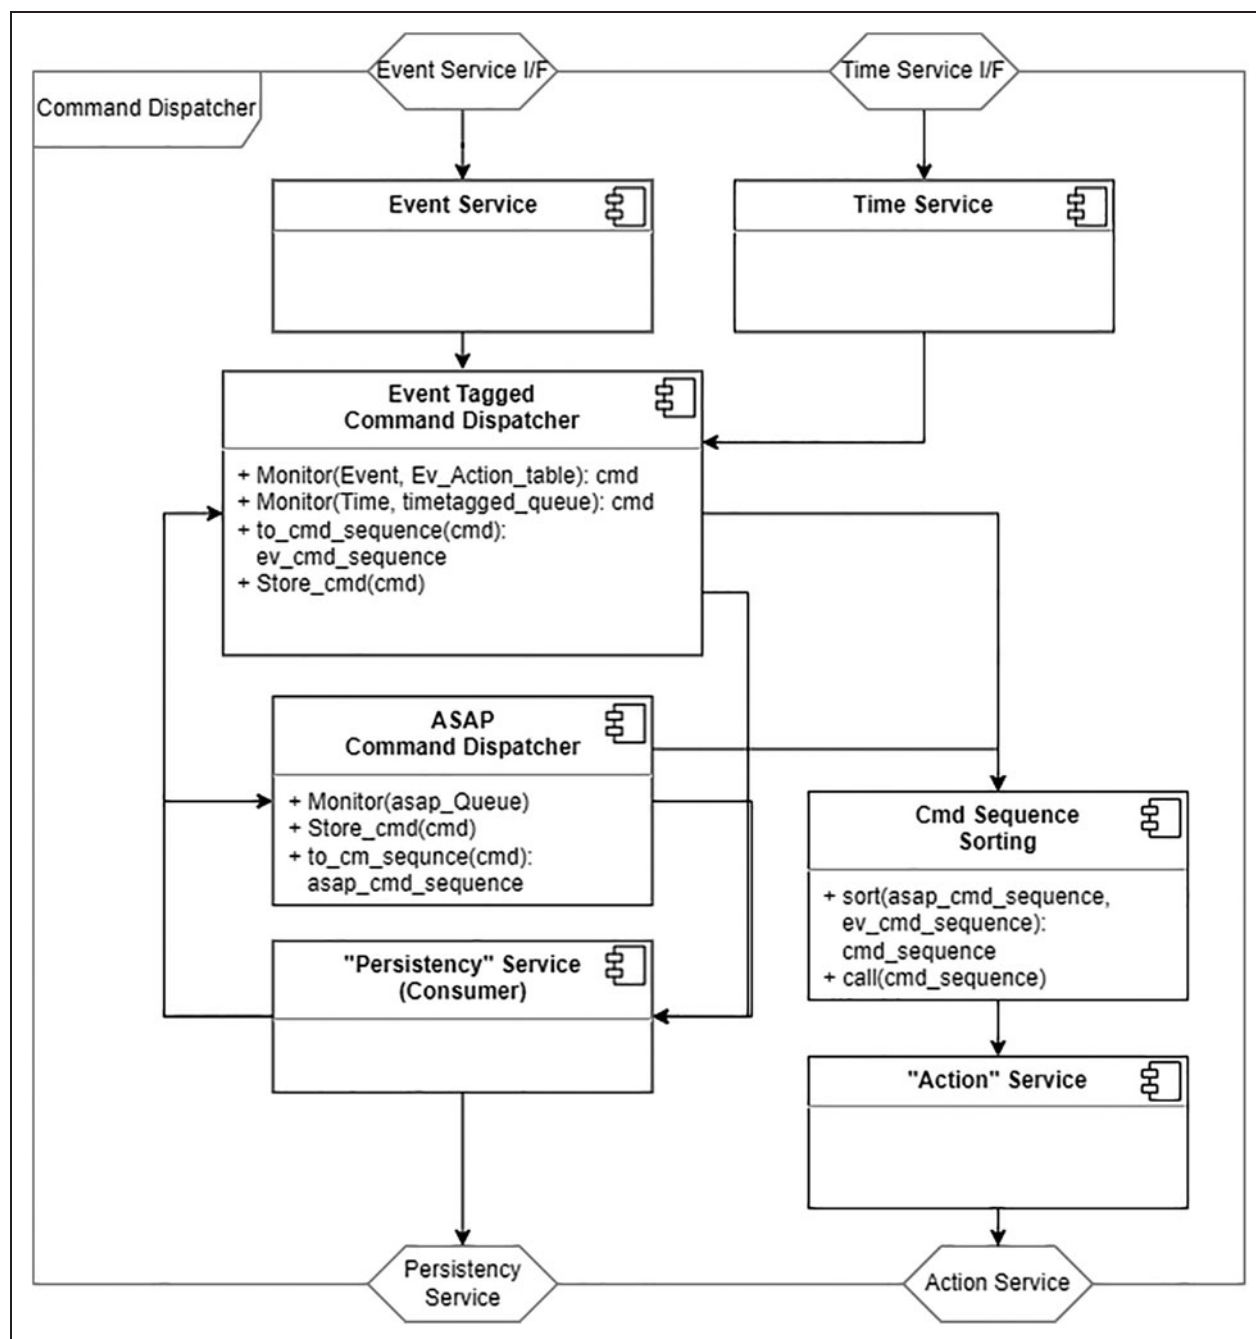 Event Service I/F
Time Service I/F
Command Dispatcher
Event Service
Time Service
Event Tagged
Command Dispatcher
+ Monitor(Event, Ev_Action_table): cmd
+ Monitor(Time, timetagged_queue): cmd
+ to_cmd_sequence(cmd):
ev_cmd_sequence
+ Store_cmd(cmd)
ASAP
Command Dispatcher
+ Monitor(asap_Queue)
+ Store_cmd(cmd)
+ to_cm_sequnce(cmd):
asap_cmd_sequence
Cmd Sequence
Sorting
+ sort(asap_cmd_sequence,
ev_cmd_sequence):
cmd_sequence
+ call(cmd_sequence)
"Persistency" Service
(Consumer)
"Action" Service
Persistency
Service
Action Service